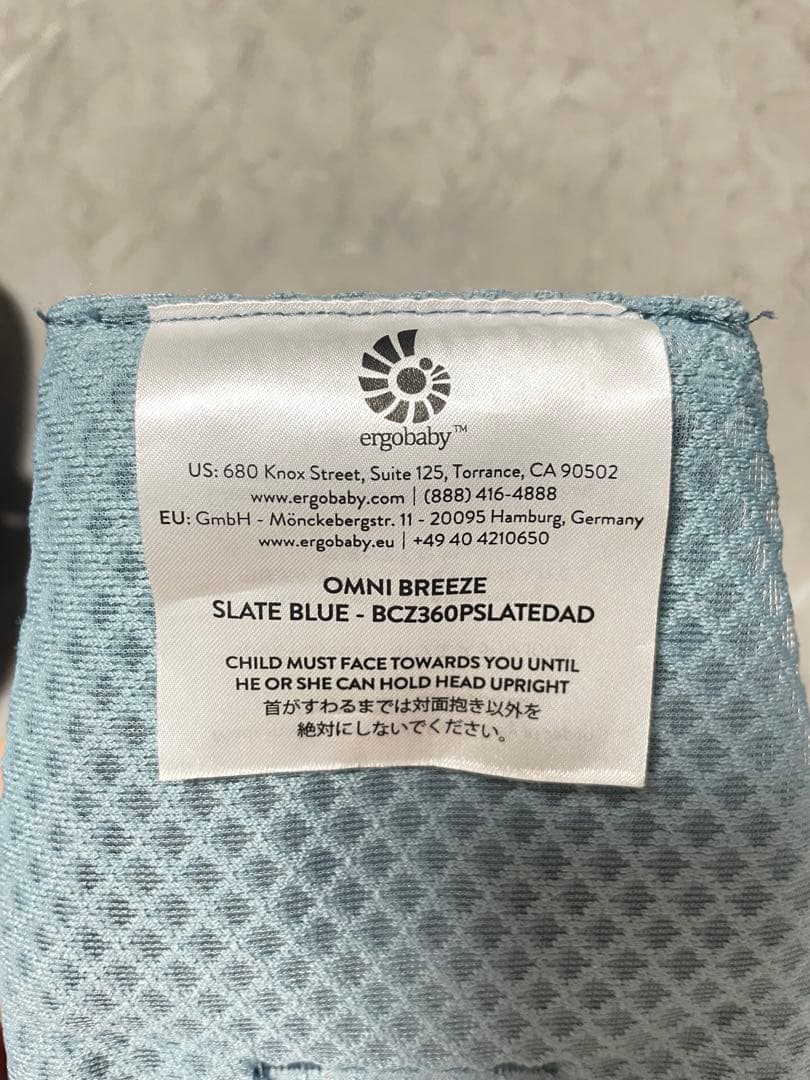 ergobaby™
US: 680 Knox Street, Suite 125, Torrance, CA 90502
www.ergobaby.com | (888) 416-4888
EU: GmbH - Mönckebergstr. 11 - 20095 Hamburg, Germany
www.ergobaby.eu | +49 40 4210650
OMNI BREEZE
SLATE BLUE - BCZ360PSLATEDAD
CHILD MUST FACE TOWARDS YOU UNTIL
HE OR SHE CAN HOLD HEAD UPRIGHT
首がすわるまでは対面抱き以外を
絶対にしないでください。